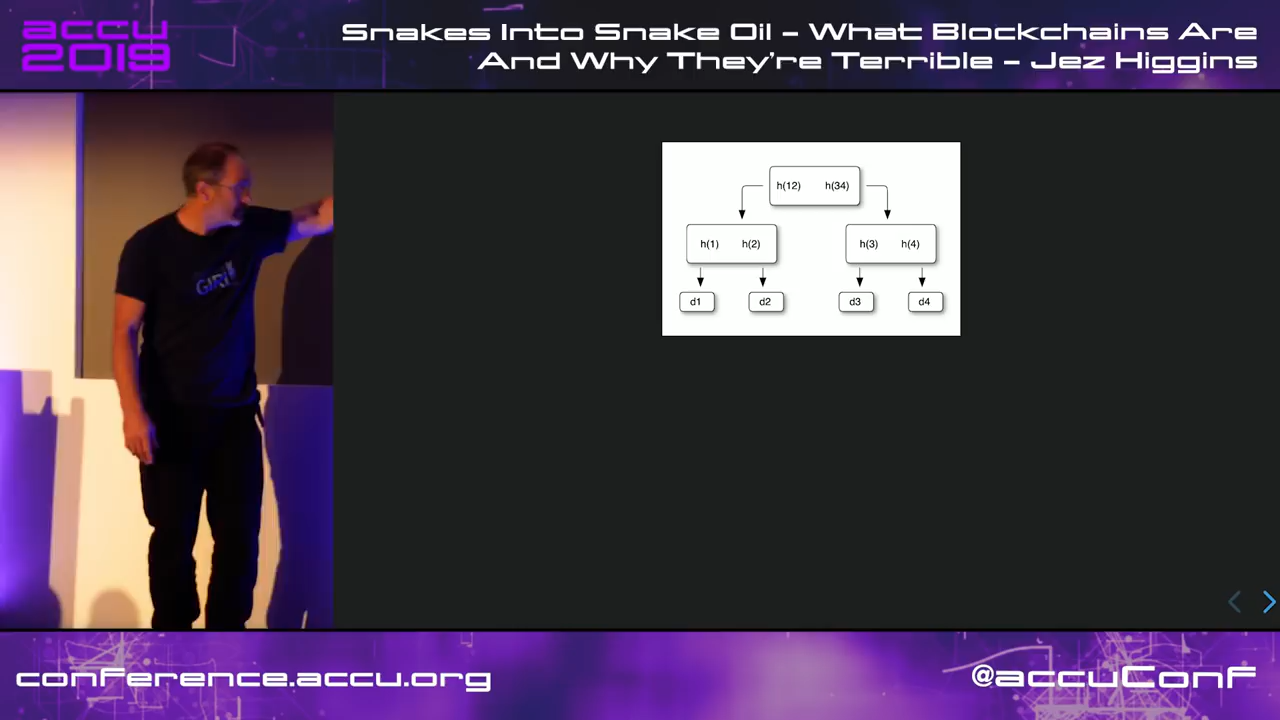 accu
2019
Snakes Into Snake Oil – What Blockchains Are
And Why They're Terrible – Jez Higgins
h(12) h(34)
h(1) h(2)
h(3) h(4)
d1
d2
d3
d4
conference.accu.org
@accuConf